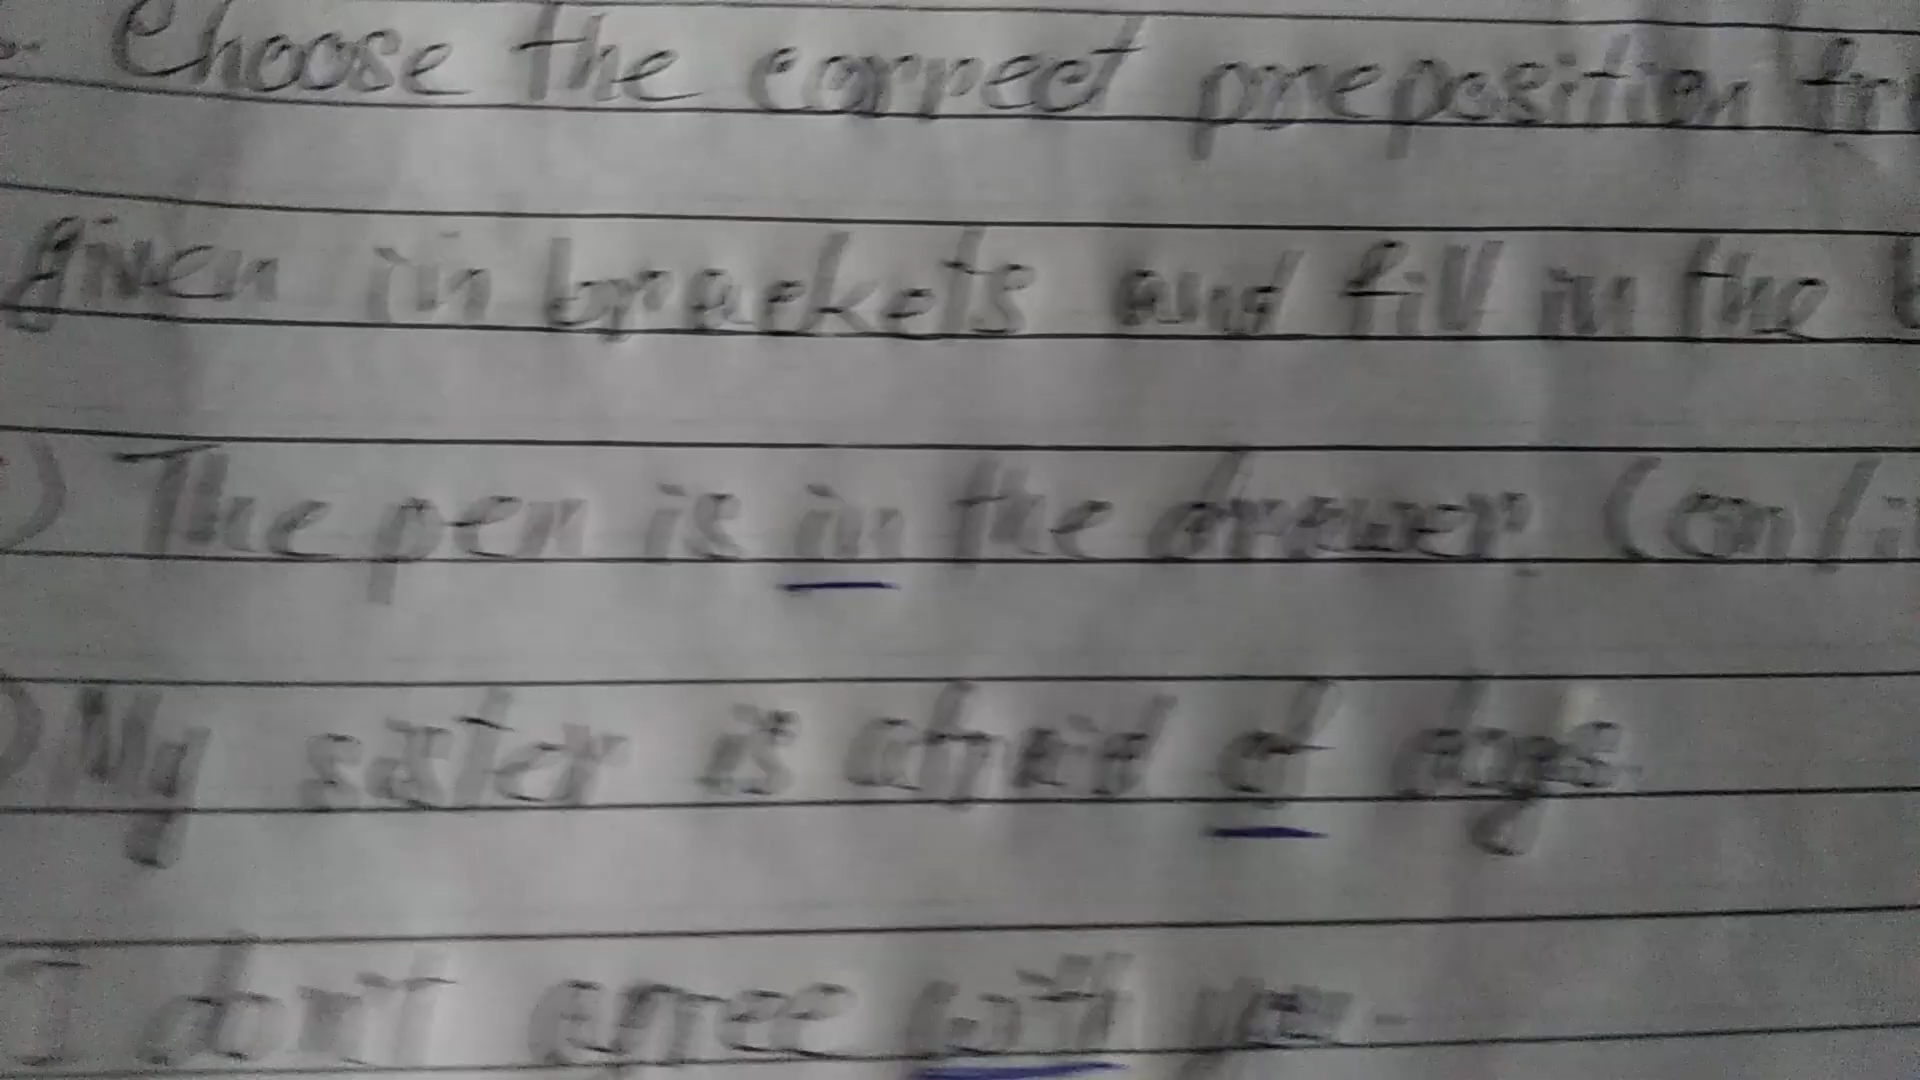 Choose the correct preposition
given in brackets and fill in the
) The pen is in the drawer. (on/i
) My sister is afraid of dogs.
I don't agree with you.